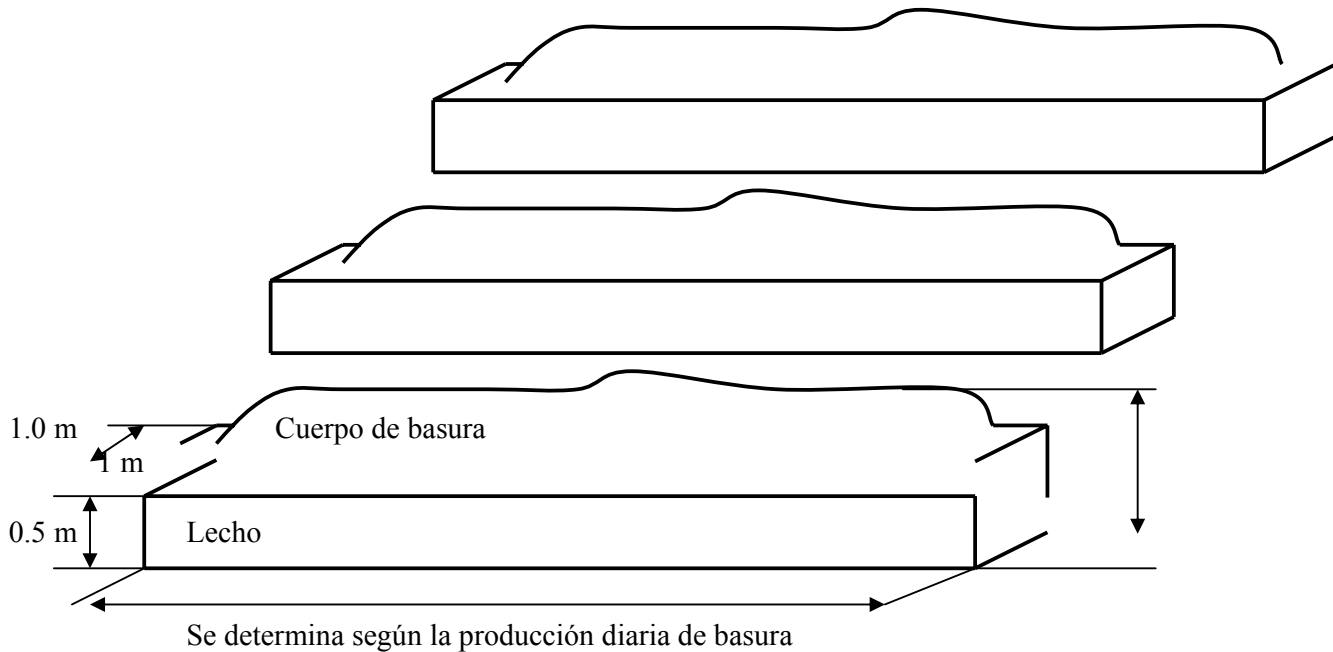 1.0 m
Cuerpo de basura
1 m
0.5 m
Lecho
Se determina según la producción diaria de basura